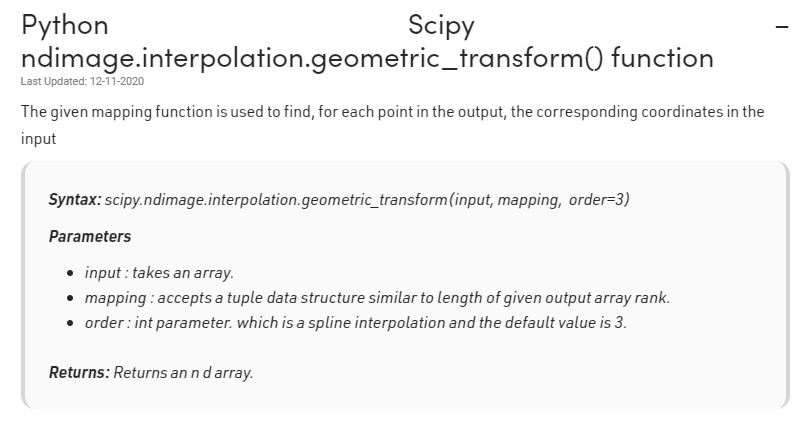 Python Scipy –
ndimage.interpolation.geometric_transform() function
Last Updated: 12-11-2020
The given mapping function is used to find, for each point in the output, the corresponding coordinates in the
input
Syntax: scipy.ndimage.interpolation.geometric_transform(input, mapping,  order=3)
Parameters
• input : takes an array.
• mapping : accepts a tuple data structure similar to length of given output array rank.
• order : int parameter. which is a spline interpolation and the default value is 3.
Returns: Returns an n d array.